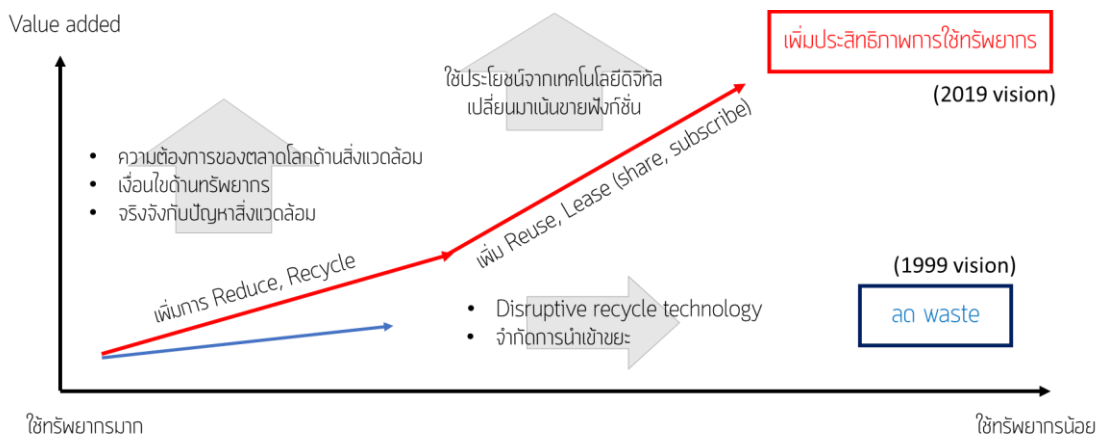 Value added
เพิ่มประสิทธิภาพการใช้ทรัพยากร
(2019 vision)
ใช้ประโยชน์จากเทคโนโลยีดิจิทัล
เปลี่ยนมาเน้นขายฟังก์ชั่น
• ความต้องการของตลาดโลกด้านสิ่งแวดล้อม
• เงื่อนไขด้านทรัพยากร
• จริงจังกับปัญหาสิ่งแวดล้อม
เพิ่ม Reuse, Lease (share, subscribe)
เพิ่มการ Reduce, Recycle
(1999 vision)
ลด waste
• Disruptive recycle technology
• จำกัดการนำเข้าขยะ
ใช้ทรัพยากรมาก
ใช้ทรัพยากรน้อย